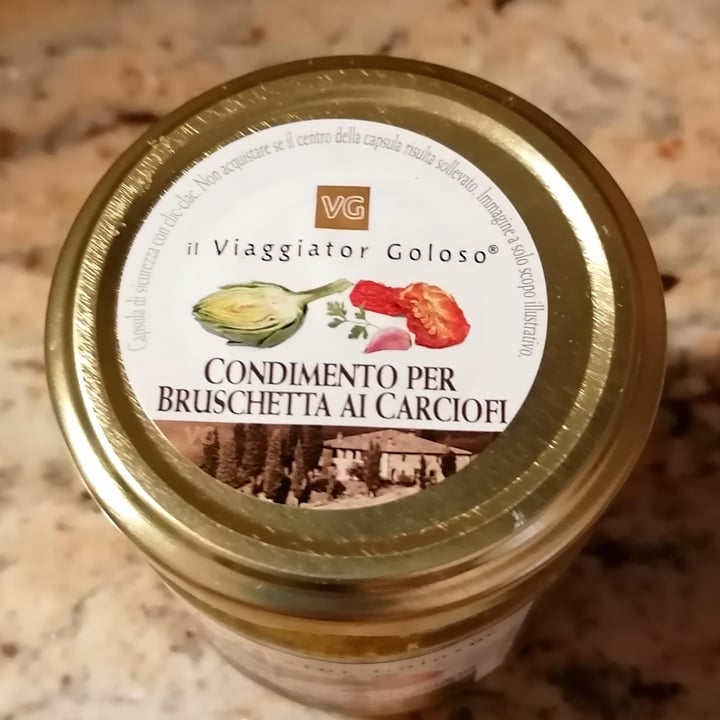 Capsula di sicurezza con clic-clac. Non acquistare se il centro della capsula risulta sollevato. Immagine a solo scopo illustrativo.
VG
il Viaggiator Goloso®
CONDIMENTO PER
BRUSCHETTA AI CARCIOFI
VG